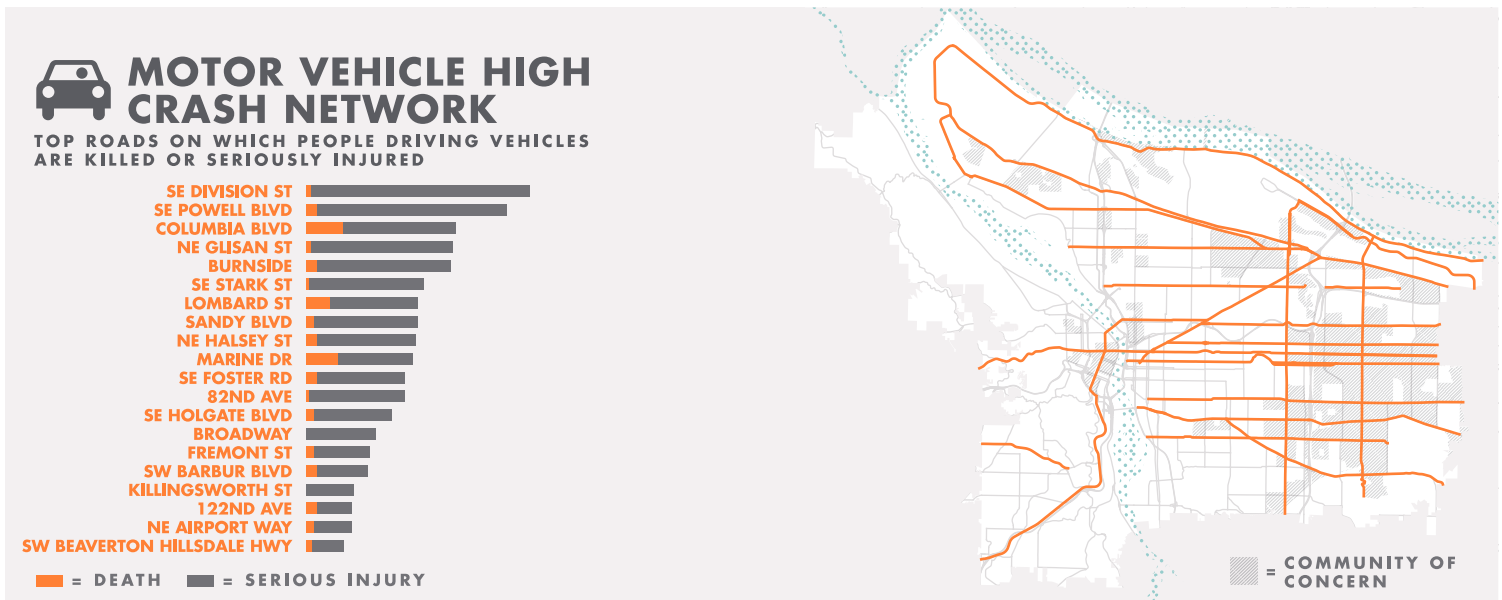 MOTOR VEHICLE HIGH
CRASH NETWORK
TOP ROADS ON WHICH PEOPLE DRIVING VEHICLES
ARE KILLED OR SERIOUSLY INJURED
SE DIVISION ST
SE POWELL BLVD
COLUMBIA BLVD
NE GLISAN ST
BURNSIDE
SE STARK ST
LOMBARD ST
SANDY BLVD
NE HALSEY ST
MARINE DR
SE FOSTER RD
82ND AVE
SE HOLGATE BLVD
BROADWAY
FREMONT ST
SW BARBUR BLVD
KILLINGSWORTH ST
122ND AVE
NE AIRPORT WAY
SW BEAVERTON HILLSDALE HWY
= DEATH = SERIOUS INJURY
= COMMUNITY OF
CONCERN